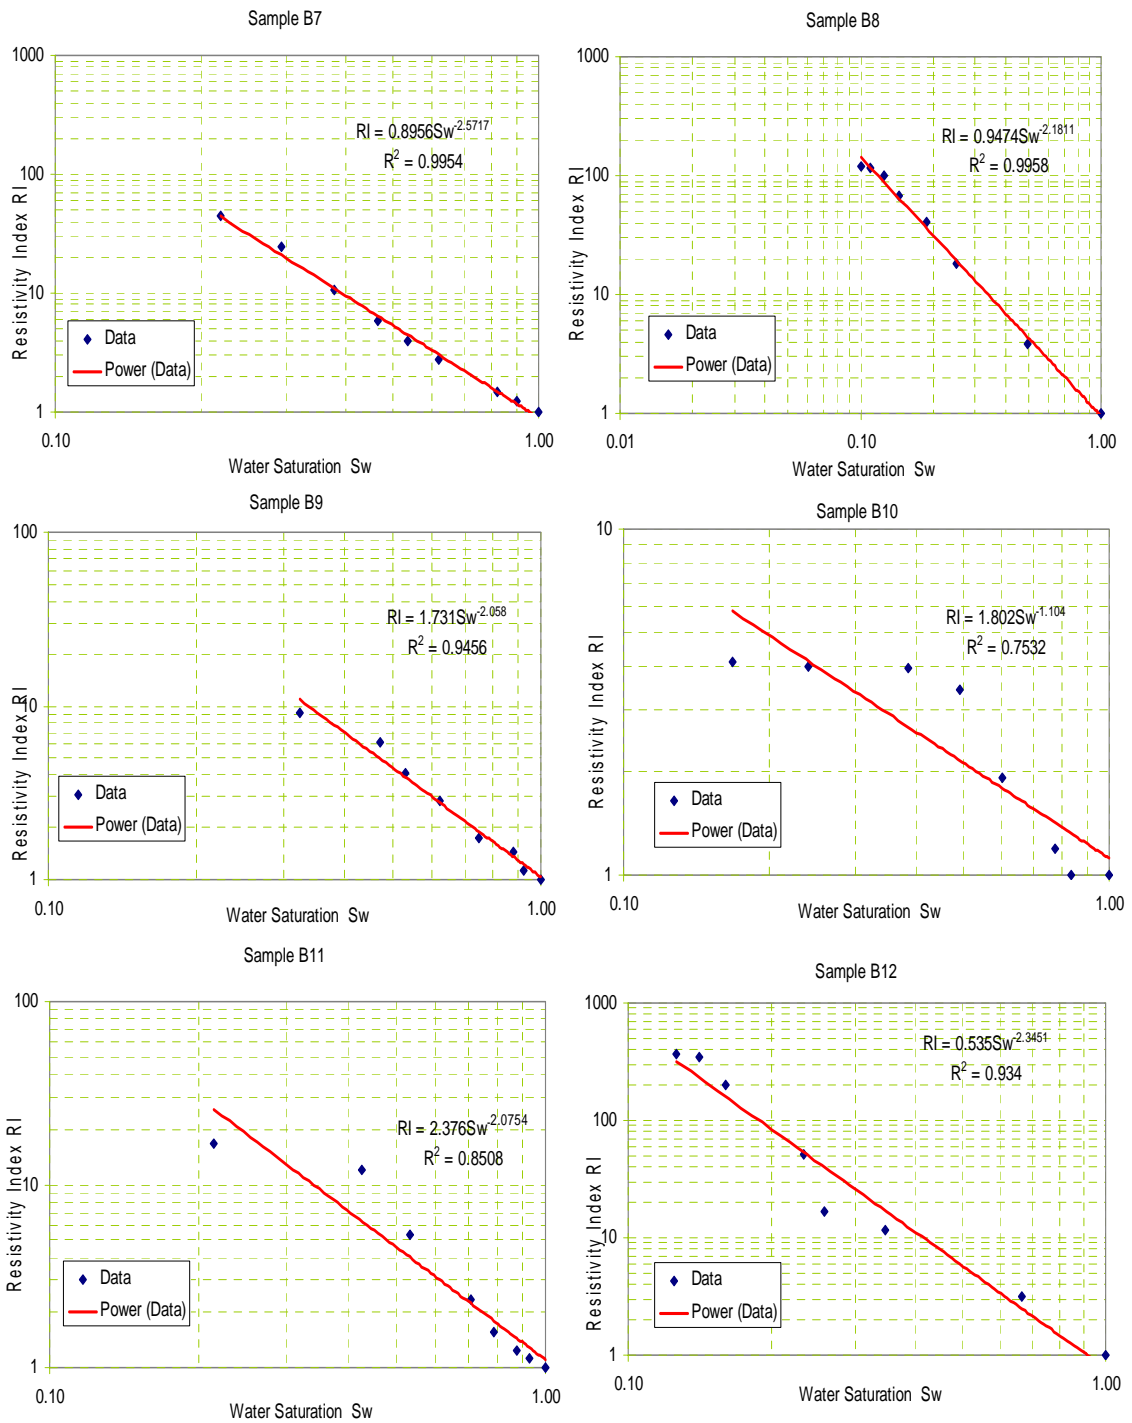 Sample B7
1000
100
10
1
Resistivity Index RI
RI = 0.8956Sw^-2.5717
R² = 0.9954
Data
Power (Data)
0.10
1.00
Water Saturation Sw
Sample B8
1000
100
10
1
Resistivity Index RI
RI = 0.9474Sw^-2.1811
R² = 0.9958
Data
Power (Data)
0.01
0.10
1.00
Water Saturation Sw
Sample B9
100
10
1
Resistivity Index RI
RI = 1.731Sw^-2.058
R² = 0.9456
Data
Power (Data)
0.10
1.00
Water Saturation Sw
Sample B10
10
1
Resistivity Index RI
RI = 1.802Sw^-1.104
R² = 0.7532
Data
Power (Data)
0.10
1.00
Water Saturation Sw
Sample B11
100
10
1
Resistivity Index RI
RI = 2.376Sw^-2.0754
R² = 0.8508
Data
Power (Data)
0.10
1.00
Water Saturation Sw
Sample B12
1000
100
10
1
Resistivity Index RI
RI = 0.535Sw^-2.3451
R² = 0.934
Data
Power (Data)
0.10
1.00
Water Saturation Sw